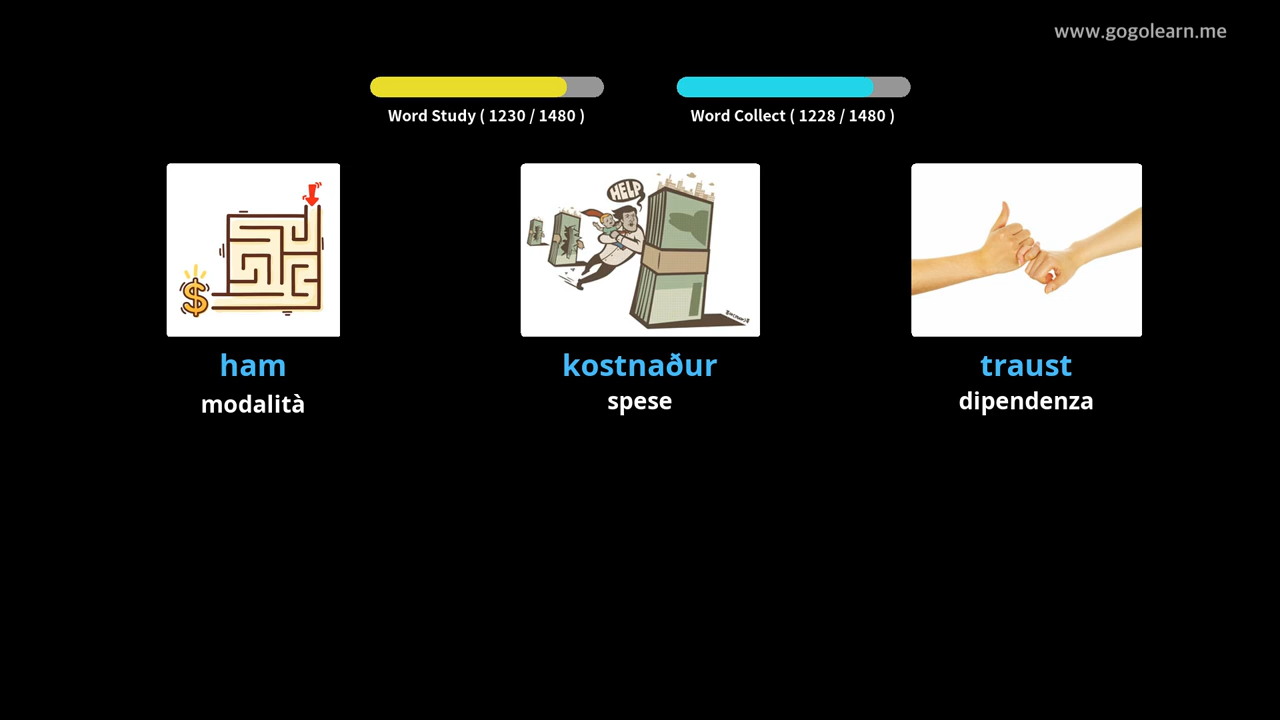 www.gogolearn.me
Word Study ( 1230 / 1480 )
Word Collect ( 1228 / 1480 )
HELP
$
ham
kostnaður
traust
modalità
spese
dipendenza